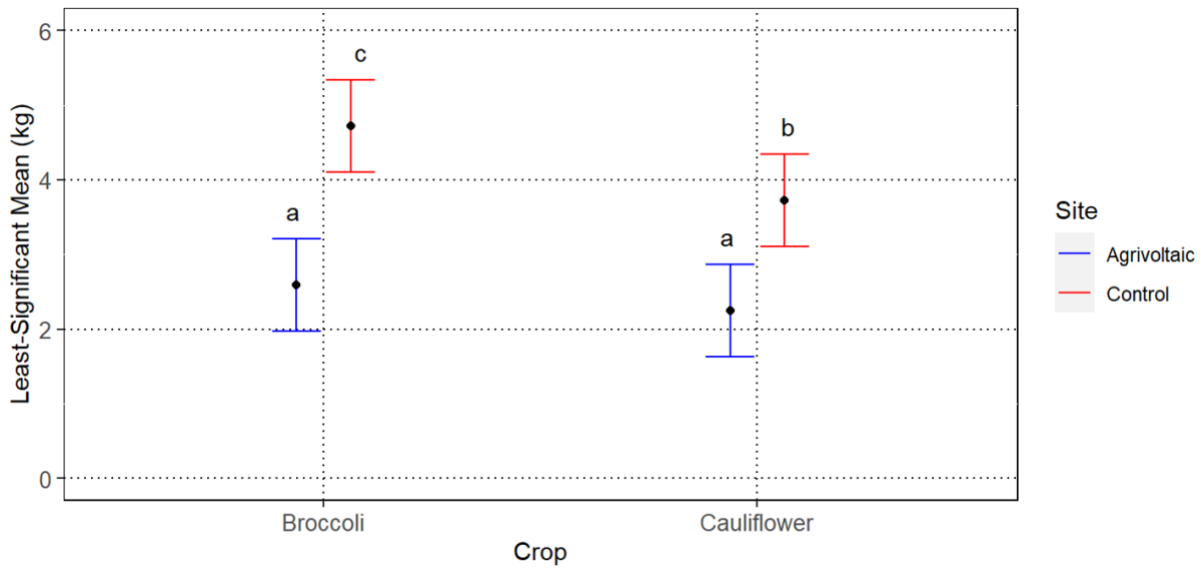 6
4
2
0
Least-Significant Mean (kg)
a
c
a
b
Broccoli
Cauliflower
Crop
Site
Agrivoltaic
Control